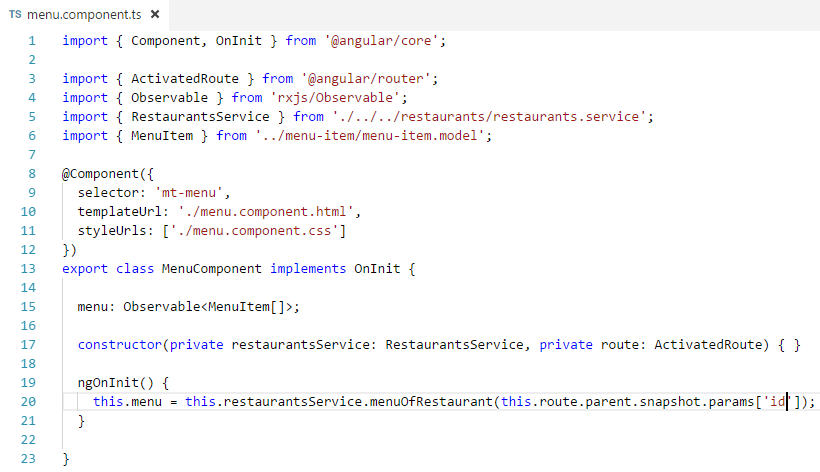 TS menu.component.ts ×
1 import { Component, OnInit } from '@angular/core';
2
3 import { ActivatedRoute } from '@angular/router';
4 import { Observable } from 'rxjs/Observable';
5 import { RestaurantsService } from './../../restaurants/restaurants.service';
6 import { MenuItem } from '../menu-item/menu-item.model';
7
8 @Component({
9   selector: 'mt-menu',
10   templateUrl: './menu.component.html',
11   styleUrls: ['./menu.component.css']
12 })
13 export class MenuComponent implements OnInit {
14
15   menu: Observable<MenuItem[]>;
16
17   constructor(private restaurantsService: RestaurantsService, private route: ActivatedRoute) { }
18
19   ngOnInit() {
20     this.menu = this.restaurantsService.menuOfRestaurant(this.route.parent.snapshot.params['id']);
21   }
22
23 }